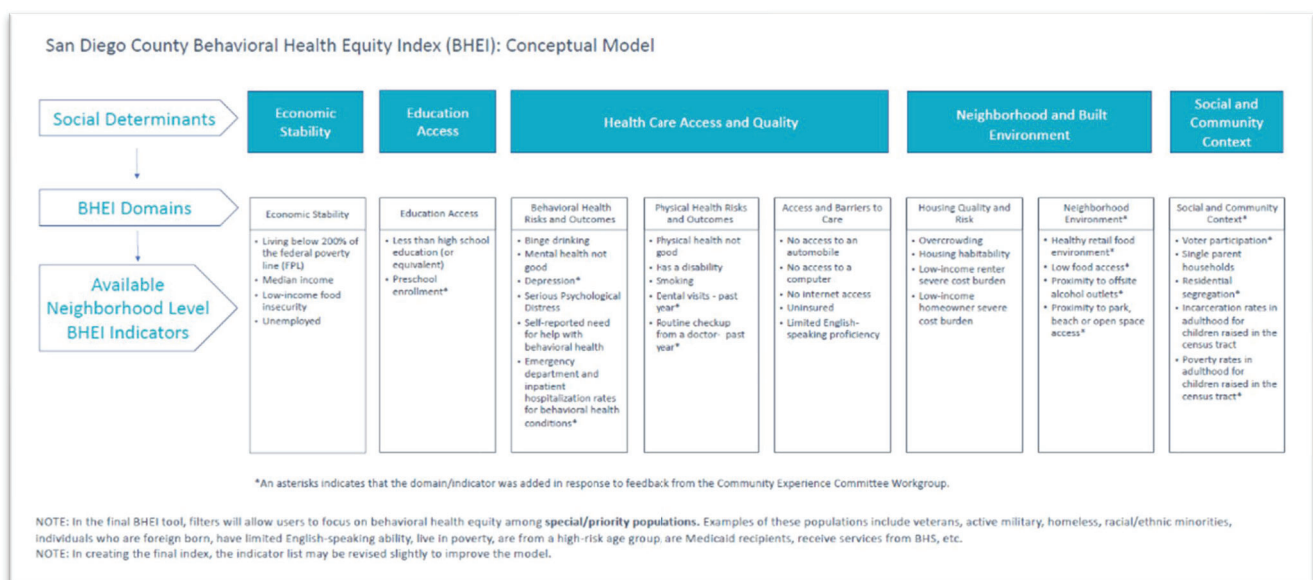 San Diego County Behavioral Health Equity Index (BHEI): Conceptual Model
Social Determinants
Economic
Stability
Education
Access
Health Care Access and Quality
Neighborhood and Built
Environment
Social and
Community
Context
BHEI Domains
Available
Neighborhood Level
BHEI Indicators
Economic Stability
• Living below 200% of
the federal poverty
line (FPL)
• Median income
• Low-income food
insecurity
• Unemployed
Education Access
• Less than high school
education (or
equivalent)
• Preschool
enrollment*
Behavioral Health
Risks and Outcomes
• Binge drinking
• Mental health not
good
• Depression*
• Serious Psychological
Distress
• Self-reported need
for help with
behavioral health
• Emergency
department and
inpatient
hospitalization rates
for behavioral health
conditions*
Physical Health Risks
and Outcomes
• Physical health not
good
• Has a disability
• Smoking
• Dental visits - past
year*
• Routine checkup
from a doctor- past
year*
Access and Barriers to
Care
• No access to an
automobile
• No access to a
computer
• No internet access
• Uninsured
• Limited English-
speaking proficiency
Housing Quality and
Risk
• Overcrowding
• Housing habitability
• Low-income renter
severe cost burden
• Low-income
homeowner severe
cost burden
Neighborhood
Environment*
• Healthy retail food
environment*
• Low food access*
• Proximity to offsite
alcohol outlets*
• Proximity to park,
beach or open space
access*
Social and Community
Context*
• Voter participation*
• Single parent
households
• Residential
segregation*
• Incarceration rates in
adulthood for
children raised in the
census tract
• Poverty rates in
adulthood for
children raised in the
census tract*
*An asterisks indicates that the domain/indicator was added in response to feedback from the Community Experience Committee Workgroup.
NOTE: In the final BHEI tool, filters will allow users to focus on behavioral health equity among special/priority populations. Examples of these populations include veterans, active military, homeless, racial/ethnic minorities,
individuals who are foreign born, have limited English-speaking ability, live in poverty, are from a high-risk age group, are Medicaid recipients, receive services from BHS, etc.
NOTE: In creating the final index, the indicator list may be revised slightly to improve the model.